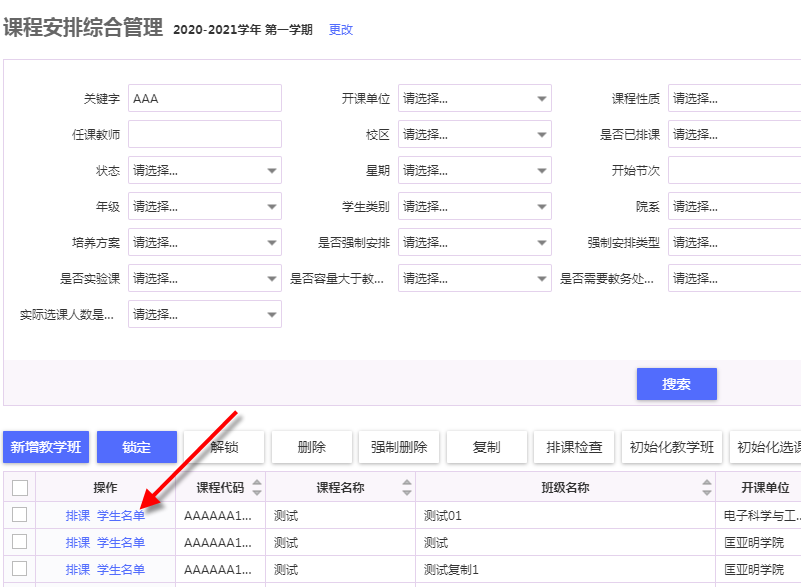 课程安排综合管理 2020-2021学年 第一学期 更改
关键字 AAA 开课单位 请选择... 课程性质 请选择...
任课教师 校区 请选择... 是否已排课 请选择...
状态 请选择... 星期 请选择... 开始节次
年级 请选择... 学生类别 请选择... 院系 请选择...
培养方案 请选择... 是否强制安排 请选择... 强制安排类型 请选择...
是否实验课 请选择... 是否容量大于教... 请选择... 是否需要教务处... 请选择...
实际选课人数是... 请选择...
搜索
新增教学班 锁定 解锁 删除 强制删除 复制 排课检查 初始化教学班 初始化选课
操作 课程代码 课程名称 班级名称 开课单位
排课 学生名单 AAAAAA1... 测试 测试01 电子科学与工...
排课 学生名单 AAAAAA1... 测试 测试 匡亚明学院
排课 学生名单 AAAAAA1... 测试 测试复制1 匡亚明学院